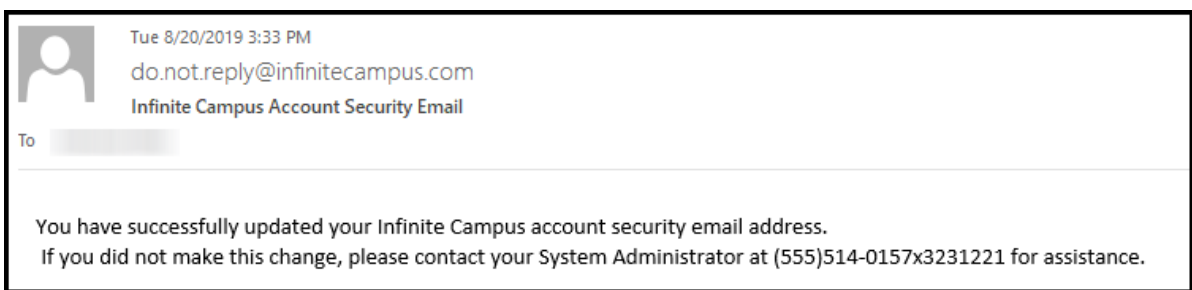 Tue 8/20/2019 3:33 PM
do.not.reply@infinitecampus.com
Infinite Campus Account Security Email
To
You have successfully updated your Infinite Campus account security email address.
If you did not make this change, please contact your System Administrator at (555)514-0157x3231221 for assistance.